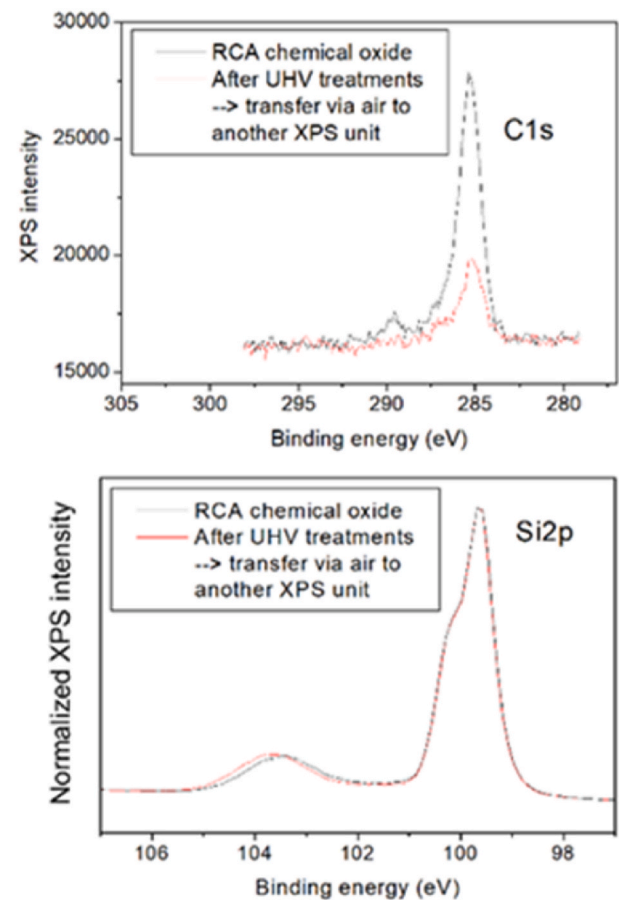 30000
RCA chemical oxide
After UHV treatments
--> transfer via air to
another XPS unit
C1s
25000
XPS intensity
20000
15000
305 300 295 290 285 280
Binding energy (eV)
RCA chemical oxide
After UHV treatments
--> transfer via air to
another XPS unit
Si2p
Normalized XPS intensity
106 104 102 100 98
Binding energy (eV)